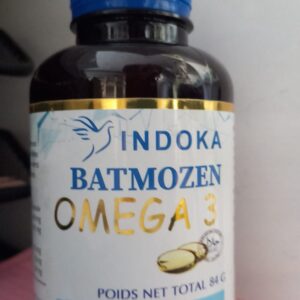 INDOKA
BATMOZEN
OMEGA 3
POIDS NET TOTAL 84 G